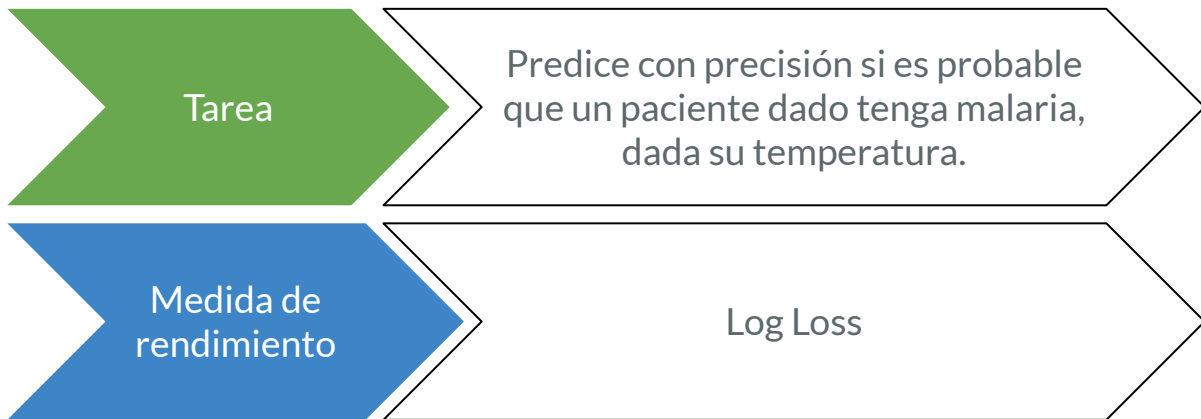 Tarea
Predice con precisión si es probable
que un paciente dado tenga malaria,
dada su temperatura.
Medida de
rendimiento
Log Loss